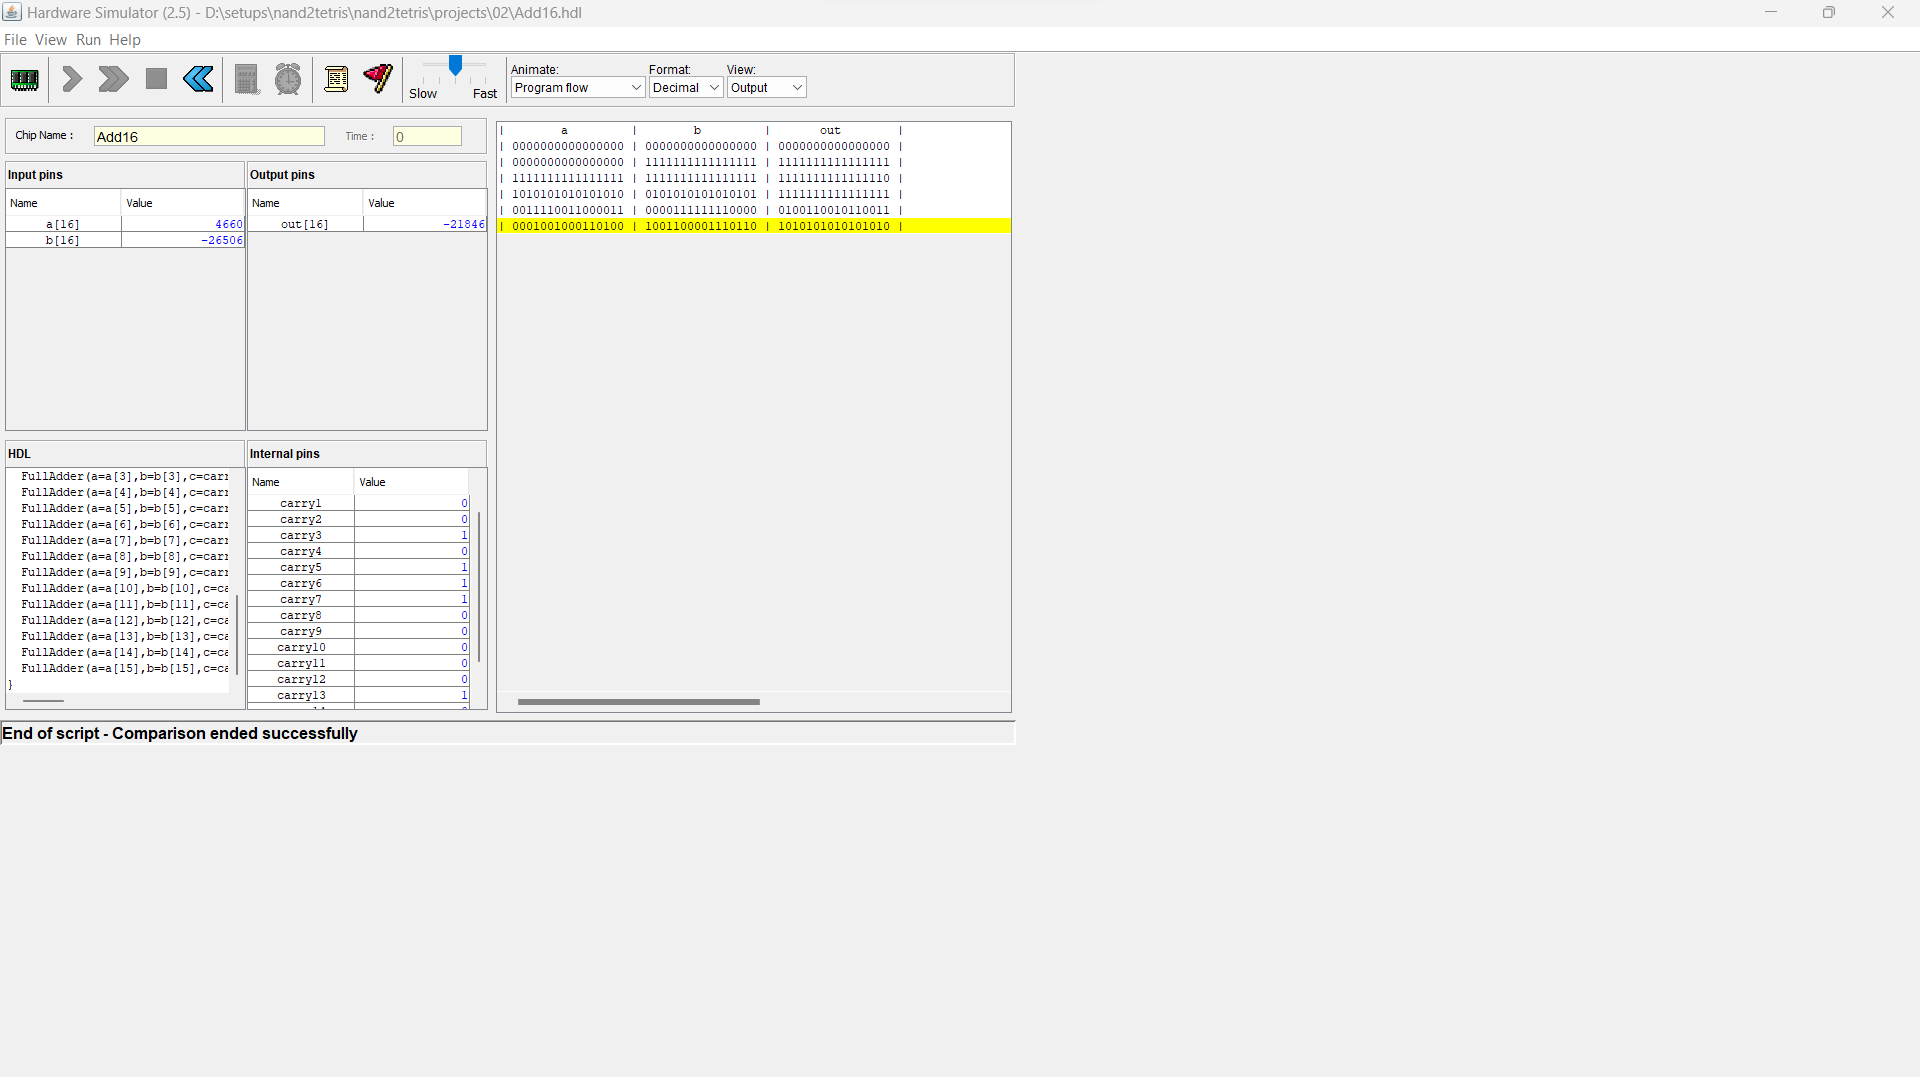 Hardware Simulator (2.5) - D:\setups\nand2tetris\nand2tetris\projects\02\Add16.hdl
File View Run Help
Slow Fast
Animate: Format: View:
Program flow Decimal Output
Chip Name : Add16 Time : 0
Input pins
Name Value
a[16] 4660
b[16] -26506
Output pins
Name Value
out[16] -21846
HDL
FullAdder(a=a[3],b=b[3],c=carr
FullAdder(a=a[4],b=b[4],c=carr
FullAdder(a=a[5],b=b[5],c=carr
FullAdder(a=a[6],b=b[6],c=carr
FullAdder(a=a[7],b=b[7],c=carr
FullAdder(a=a[8],b=b[8],c=carr
FullAdder(a=a[9],b=b[9],c=carr
FullAdder(a=a[10],b=b[10],c=ca
FullAdder(a=a[11],b=b[11],c=ca
FullAdder(a=a[12],b=b[12],c=ca
FullAdder(a=a[13],b=b[13],c=ca
FullAdder(a=a[14],b=b[14],c=ca
FullAdder(a=a[15],b=b[15],c=ca
}
Internal pins
Name Value
carry1 0
carry2 0
carry3 1
carry4 0
carry5 1
carry6 1
carry7 1
carry8 0
carry9 0
carry10 0
carry11 0
carry12 0
carry13 1
| a | b | out |
| 0000000000000000 | 0000000000000000 | 0000000000000000 |
| 0000000000000000 | 1111111111111111 | 1111111111111111 |
| 1111111111111111 | 1111111111111111 | 1111111111111110 |
| 1010101010101010 | 0101010101010101 | 1111111111111111 |
| 0011110011000011 | 0000111111110000 | 0100110010110011 |
| 0001001000110100 | 1001100001110110 | 1010101010101010 |
End of script - Comparison ended successfully